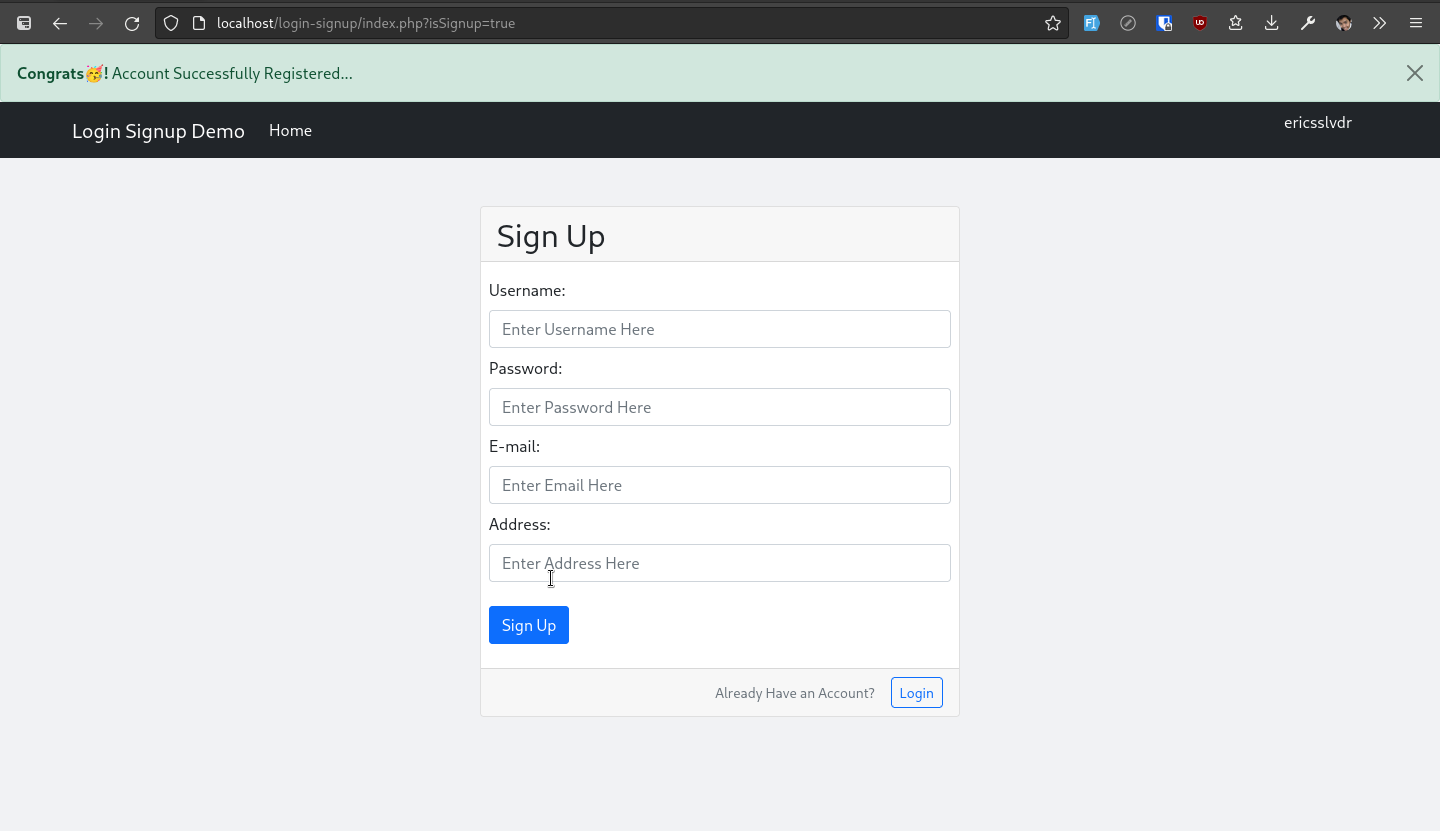 localhost/login-signup/index.php?isSignup=true
Congrats🥳! Account Successfully Registered...
Login Signup Demo Home ericsslvdr
Sign Up
Username:
Enter Username Here
Password:
Enter Password Here
E-mail:
Enter Email Here
Address:
Enter Address Here
Sign Up
Already Have an Account? Login